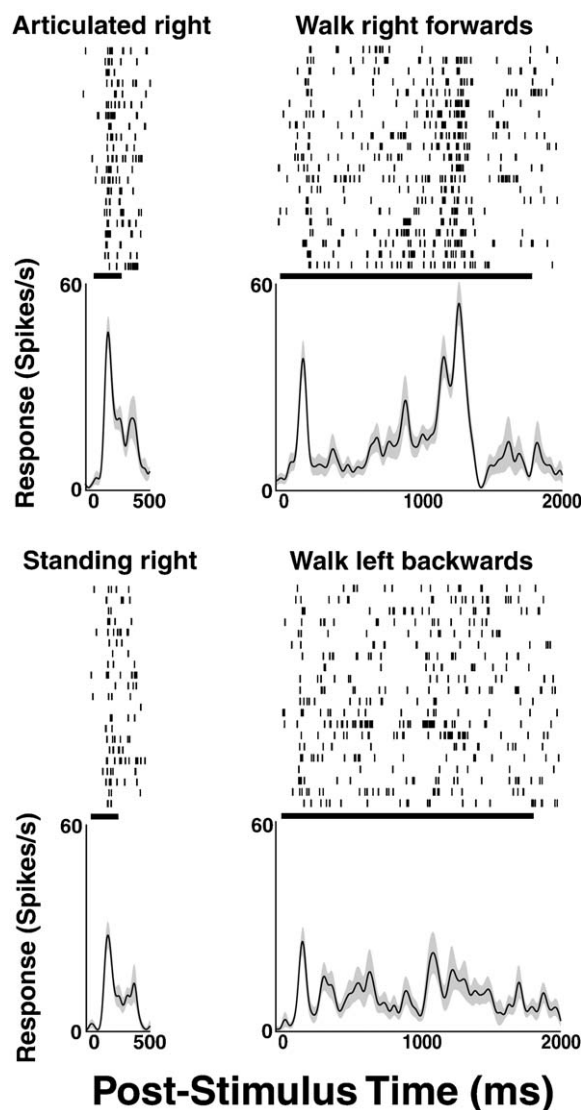 Articulated right
Walk right forwards
60
Response (Spikes/s)
0
0 500
0 1000 2000
Standing right
Walk left backwards
60
60
Response (Spikes/s)
0
0
0 500
0 1000 2000
Post-Stimulus Time (ms)